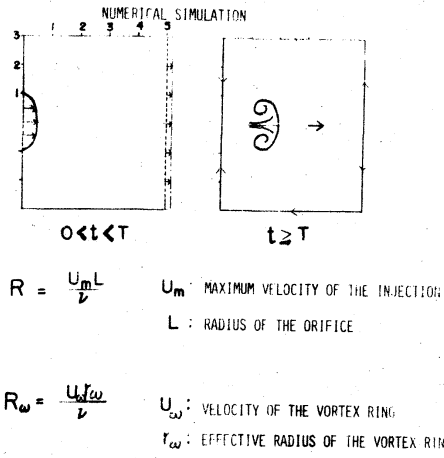 NUMERICAL SIMULATION
1 2 3 4 5
3
2
1
0<t<T
t≥T
R = UmL/ν
Um: MAXIMUM VELOCITY OF THE INJECTION
L : RADIUS OF THE ORIFICE
Rω = Uωrω/ν
Uω: VELOCITY OF THE VORTEX RING
rω: EFFECTIVE RADIUS OF THE VORTEX RIN